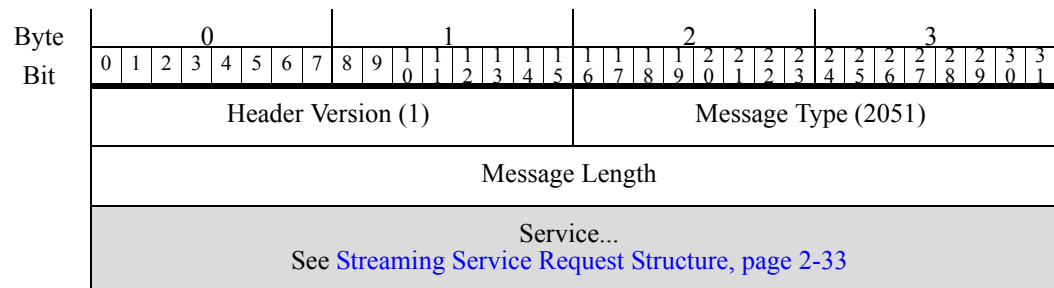 Byte 0 1 2 3
Bit 0 1 2 3 4 5 6 7 8 9 10 11 12 13 14 15 16 17 18 19 20 21 22 23 24 25 26 27 28 29 30 31
Header Version (1) Message Type (2051)
Message Length
Service...
See Streaming Service Request Structure, page 2-33